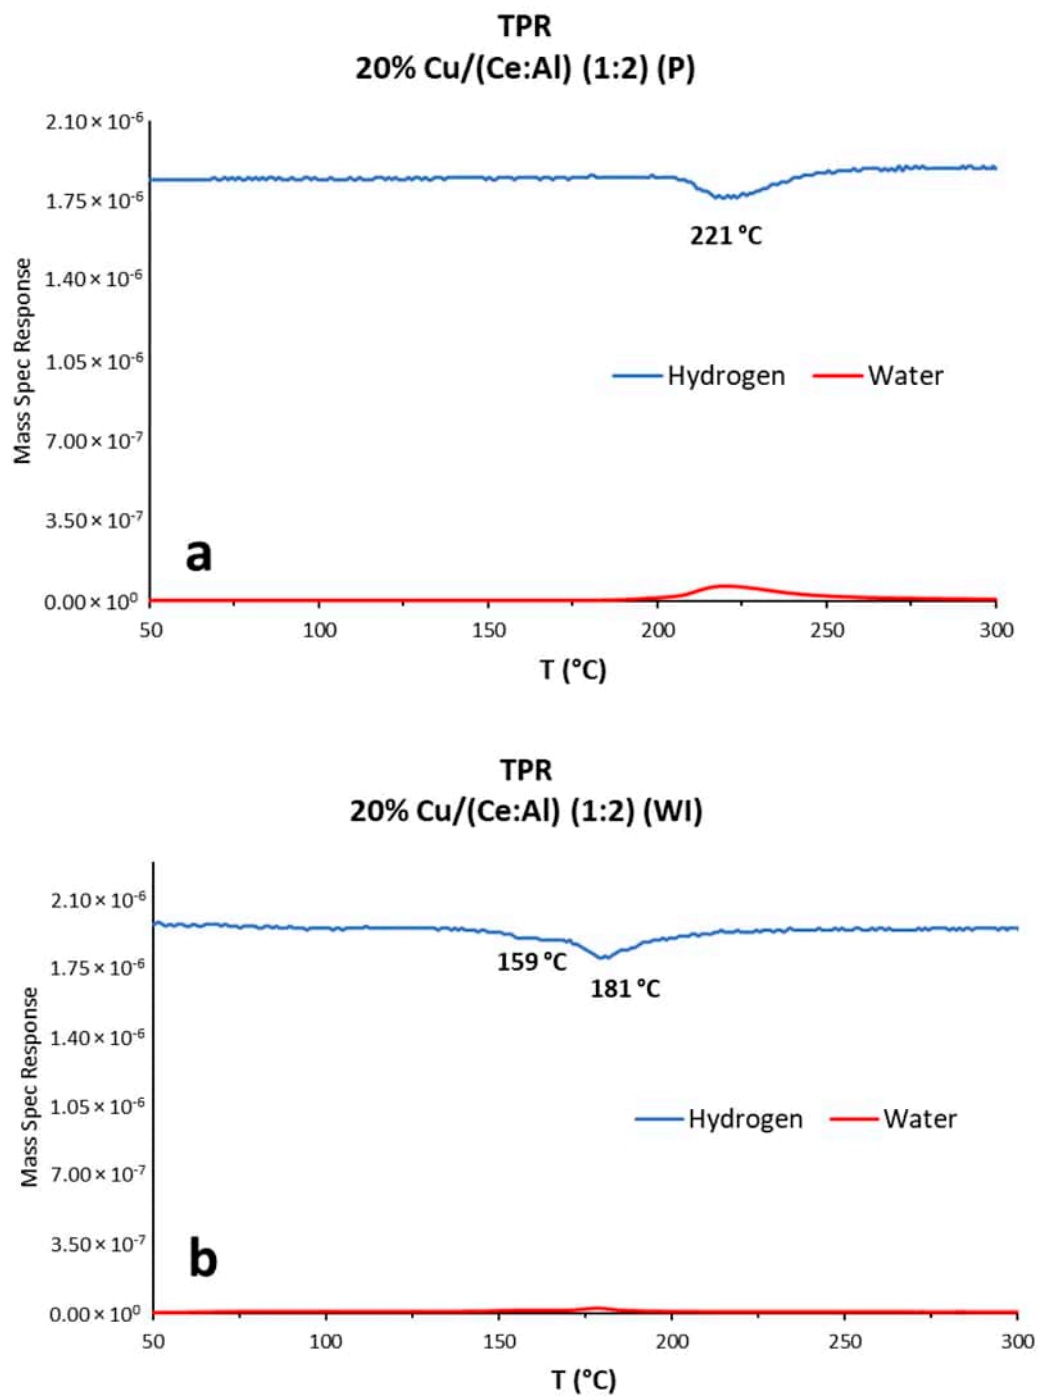 TPR
20% Cu/(Ce:Al) (1:2) (P)
2.10 × 10⁻⁶
1.75 × 10⁻⁶
221 °C
1.40 × 10⁻⁶
Mass Spec Response
1.05 × 10⁻⁶
Hydrogen Water
7.00 × 10⁻⁷
3.50 × 10⁻⁷
a
0.00 × 10⁰
50 100 150 200 250 300
T (°C)
TPR
20% Cu/(Ce:Al) (1:2) (WI)
2.10 × 10⁻⁶
1.75 × 10⁻⁶
159 °C
181 °C
1.40 × 10⁻⁶
Mass Spec Response
1.05 × 10⁻⁶
Hydrogen Water
7.00 × 10⁻⁷
3.50 × 10⁻⁷
b
0.00 × 10⁰
50 100 150 200 250 300
T (°C)